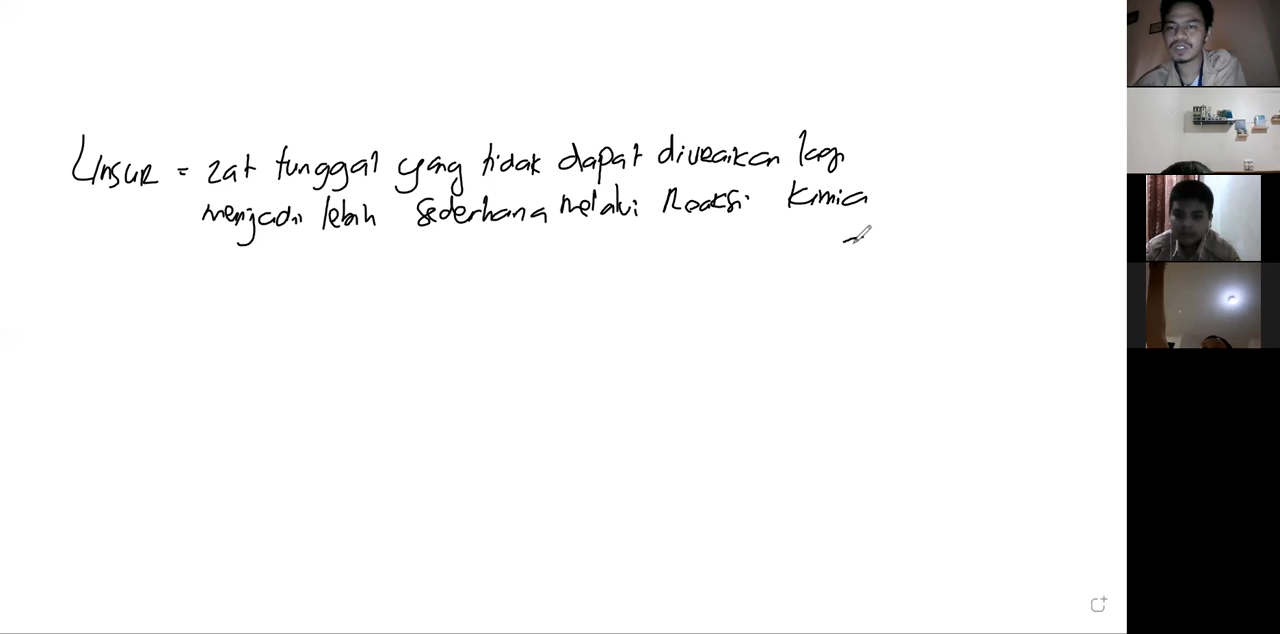 Unsur = zat tunggal yang tidak dapat diuraikan lagi
menjadi lebih sederhana melalui Reaksi Kimia